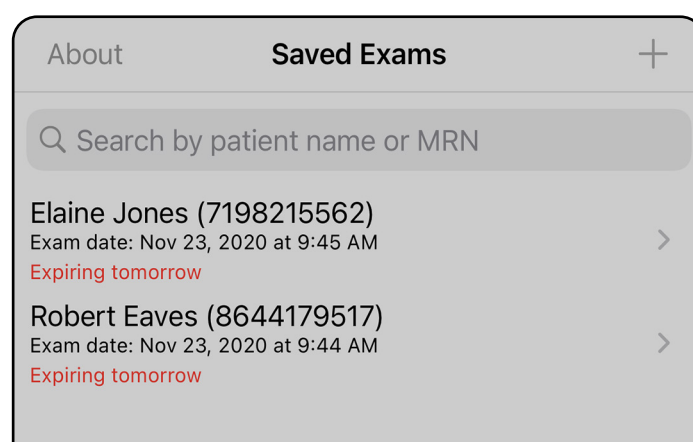 About Saved Exams +
Search by patient name or MRN
Elaine Jones (7198215562)
Exam date: Nov 23, 2020 at 9:45 AM
Expiring tomorrow
Robert Eaves (8644179517)
Exam date: Nov 23, 2020 at 9:44 AM
Expiring tomorrow